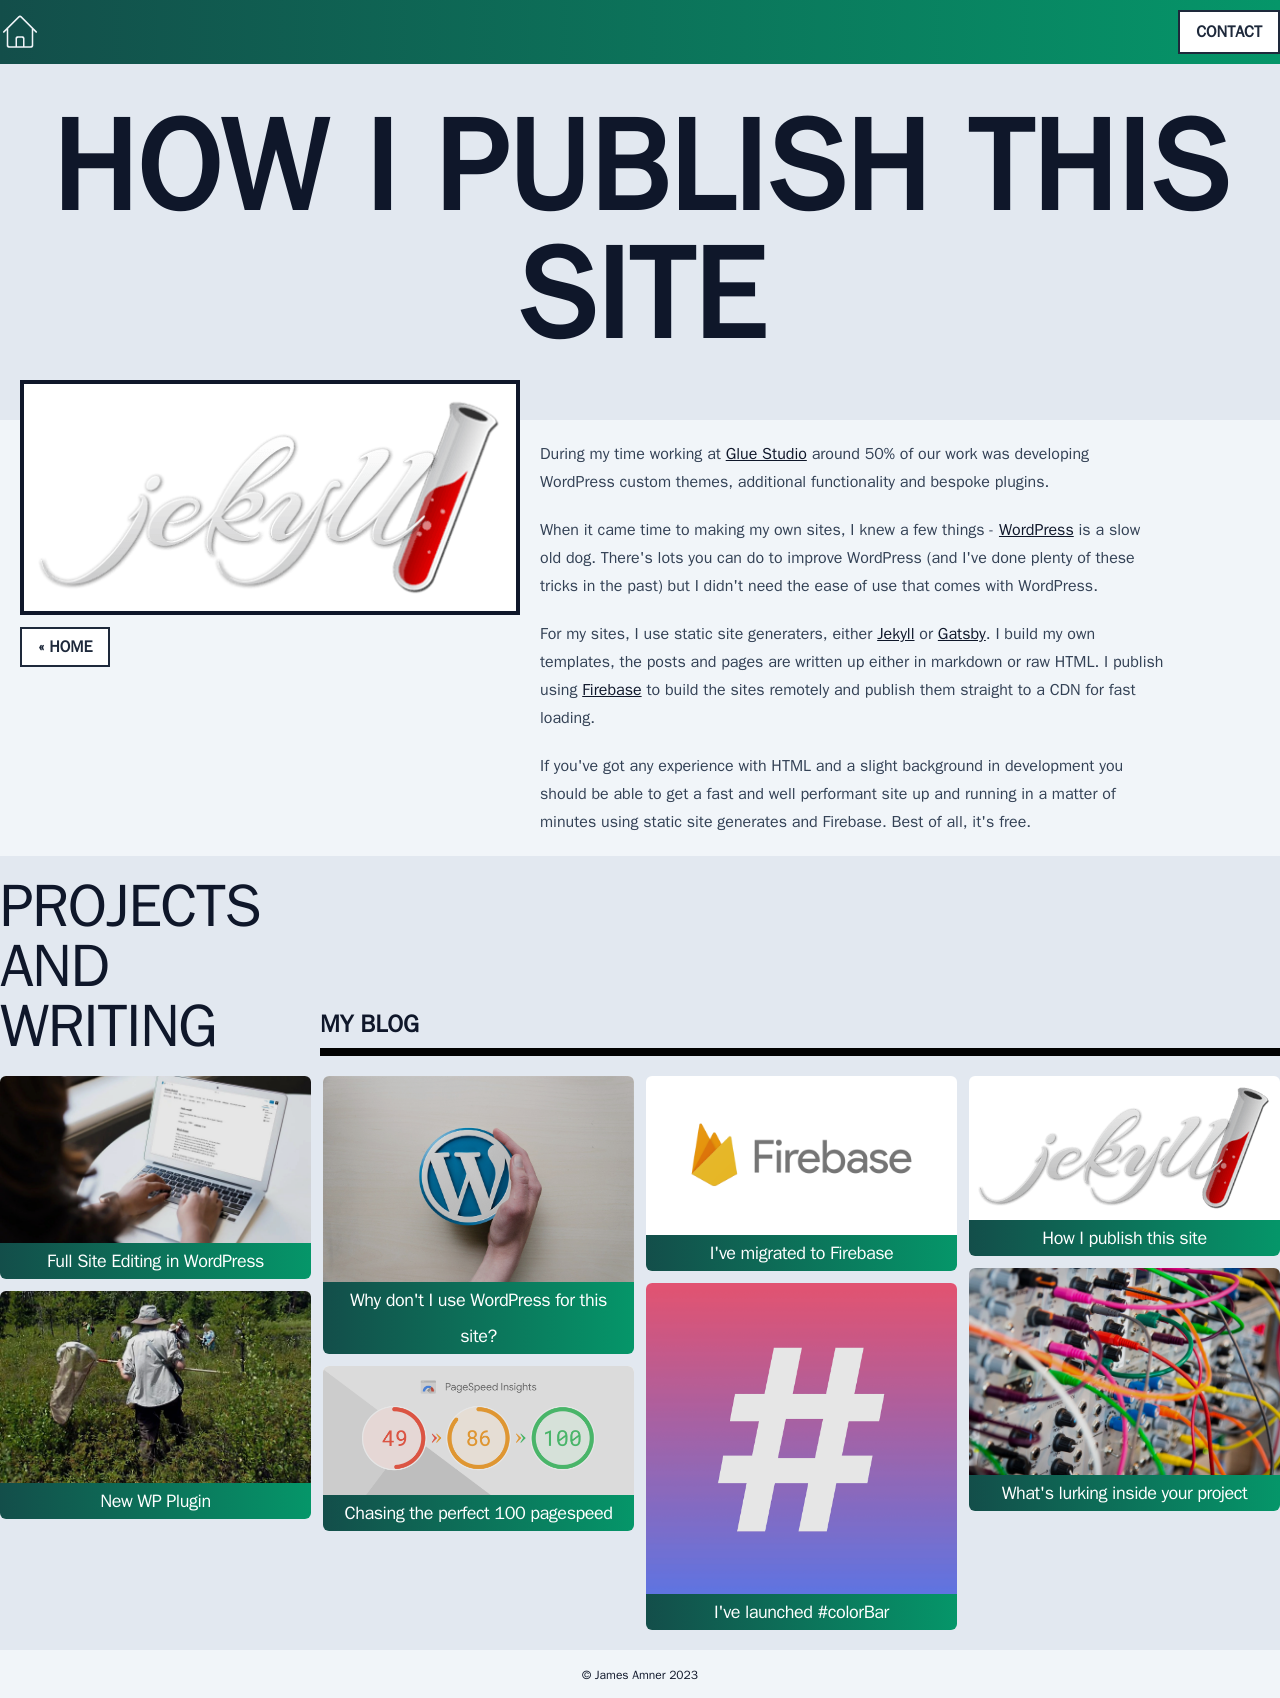 CONTACT
HOW I PUBLISH THIS
SITE
jekyll
« HOME
During my time working at Glue Studio around 50% of our work was developing
WordPress custom themes, additional functionality and bespoke plugins.
When it came time to making my own sites, I knew a few things - WordPress is a slow
old dog. There's lots you can do to improve WordPress (and I've done plenty of these
tricks in the past) but I didn't need the ease of use that comes with WordPress.
For my sites, I use static site generaters, either Jekyll or Gatsby. I build my own
templates, the posts and pages are written up either in markdown or raw HTML. I publish
using Firebase to build the sites remotely and publish them straight to a CDN for fast
loading.
If you've got any experience with HTML and a slight background in development you
should be able to get a fast and well performant site up and running in a matter of
minutes using static site generates and Firebase. Best of all, it's free.
PROJECTS
AND
WRITING
MY BLOG
Full Site Editing in WordPress
New WP Plugin
W
Why don't I use WordPress for this
site?
PageSpeed Insights
49 » 86 » 100
Chasing the perfect 100 pagespeed
Firebase
I've migrated to Firebase
#
I've launched #colorBar
jekyll
How I publish this site
What's lurking inside your project
© James Amner 2023